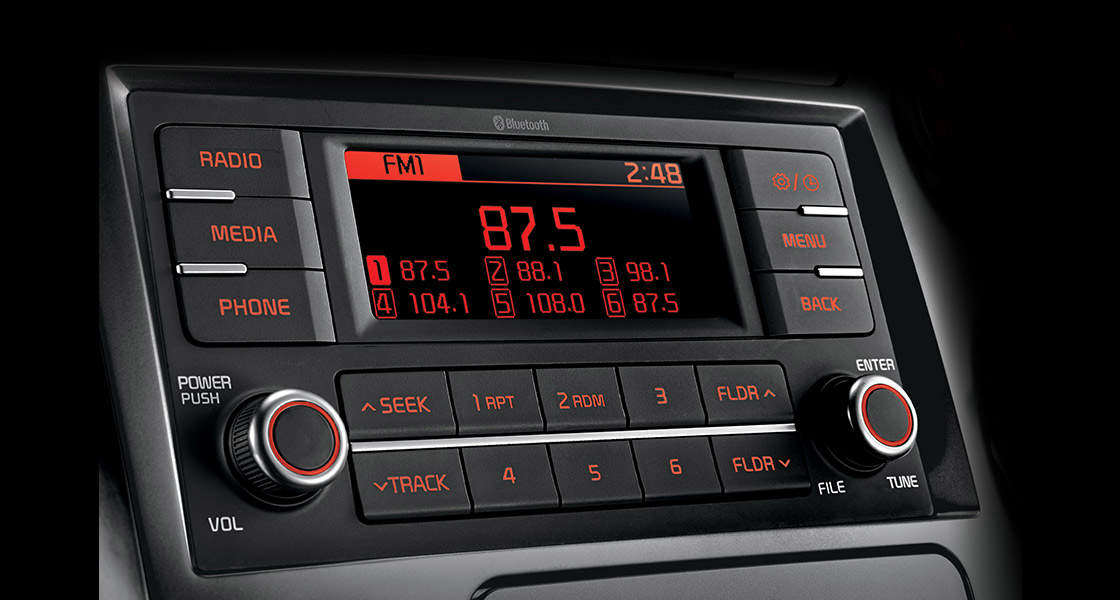 Bluetooth
RADIO
MEDIA
PHONE
FM1 2:48
87.5
1 87.5 2 88.1 3 98.1
4 104.1 5 108.0 6 87.5
MENU
BACK
POWER
PUSH
VOL
SEEK 1 RPT 2 RDM 3 FLDR
TRACK 4 5 6 FLDR
ENTER
FILE TUNE